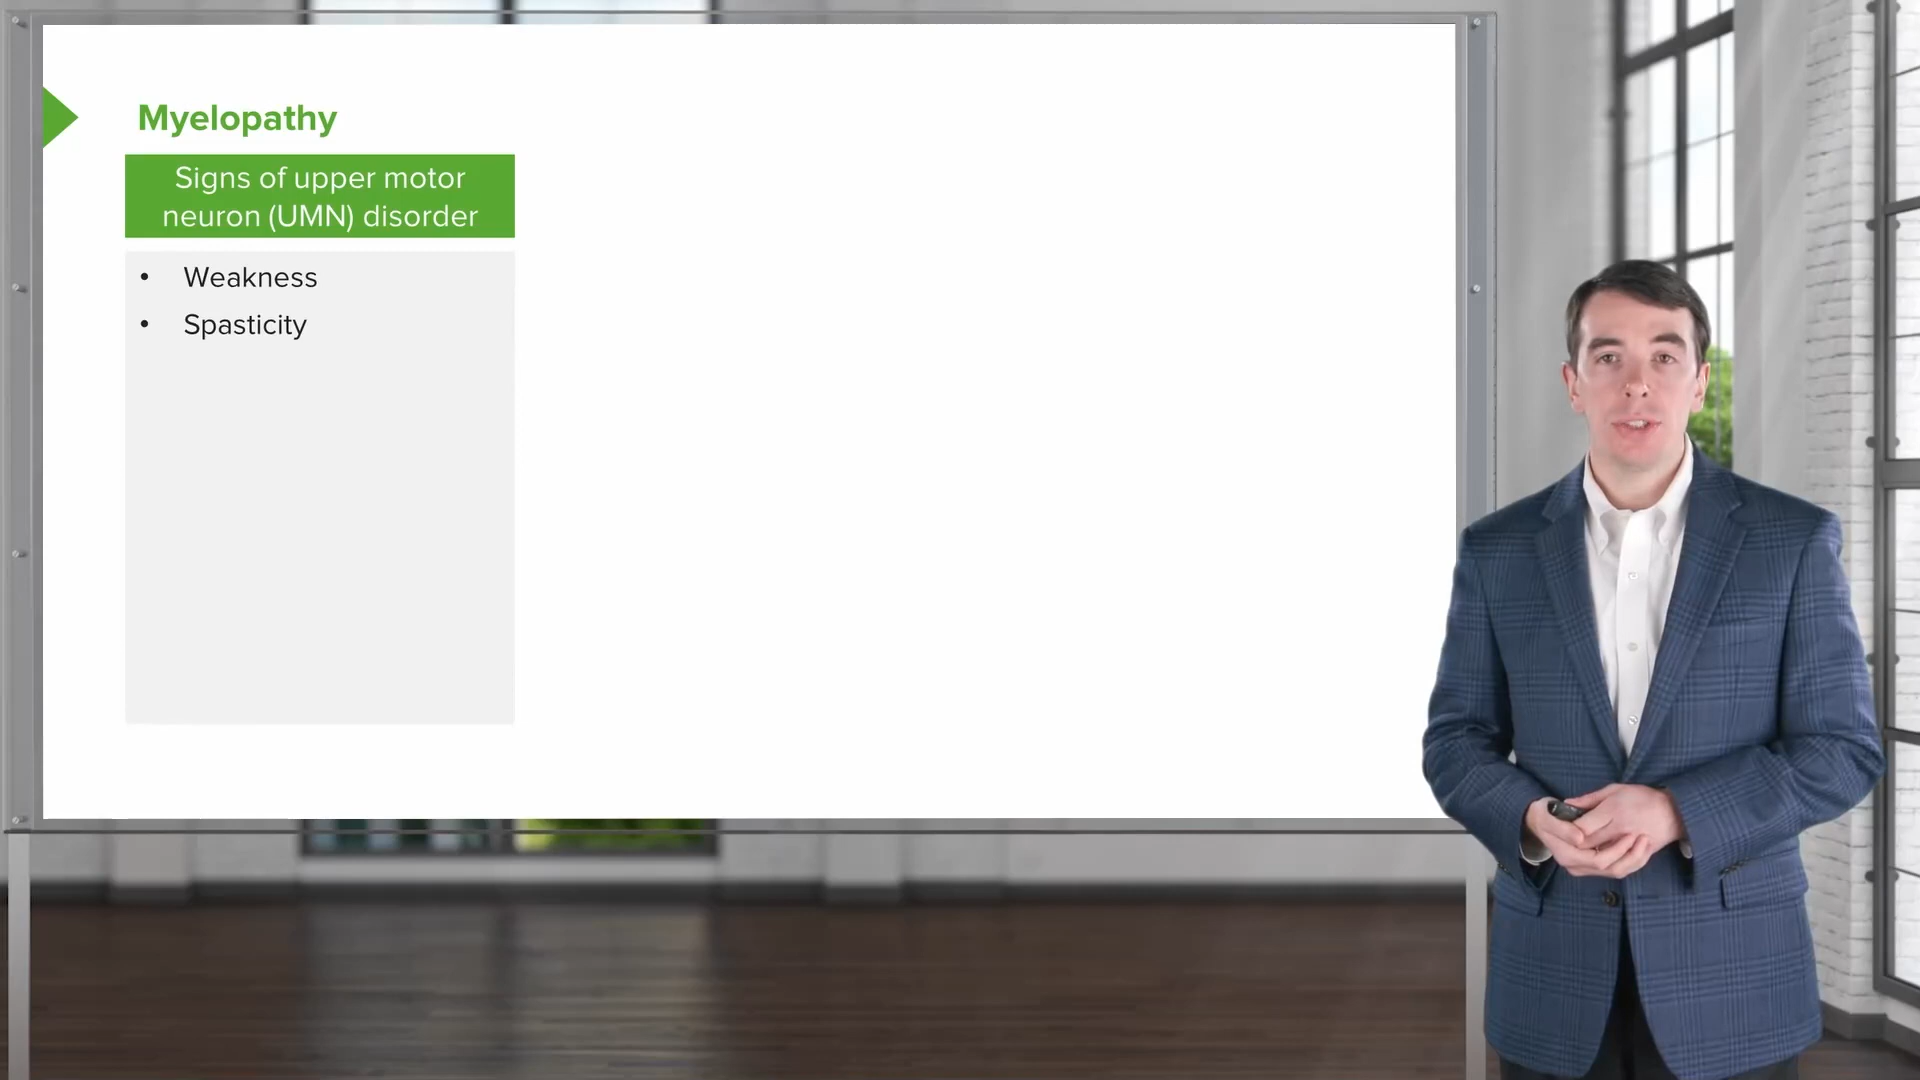 Myelopathy
Signs of upper motor
neuron (UMN) disorder
• Weakness
• Spasticity